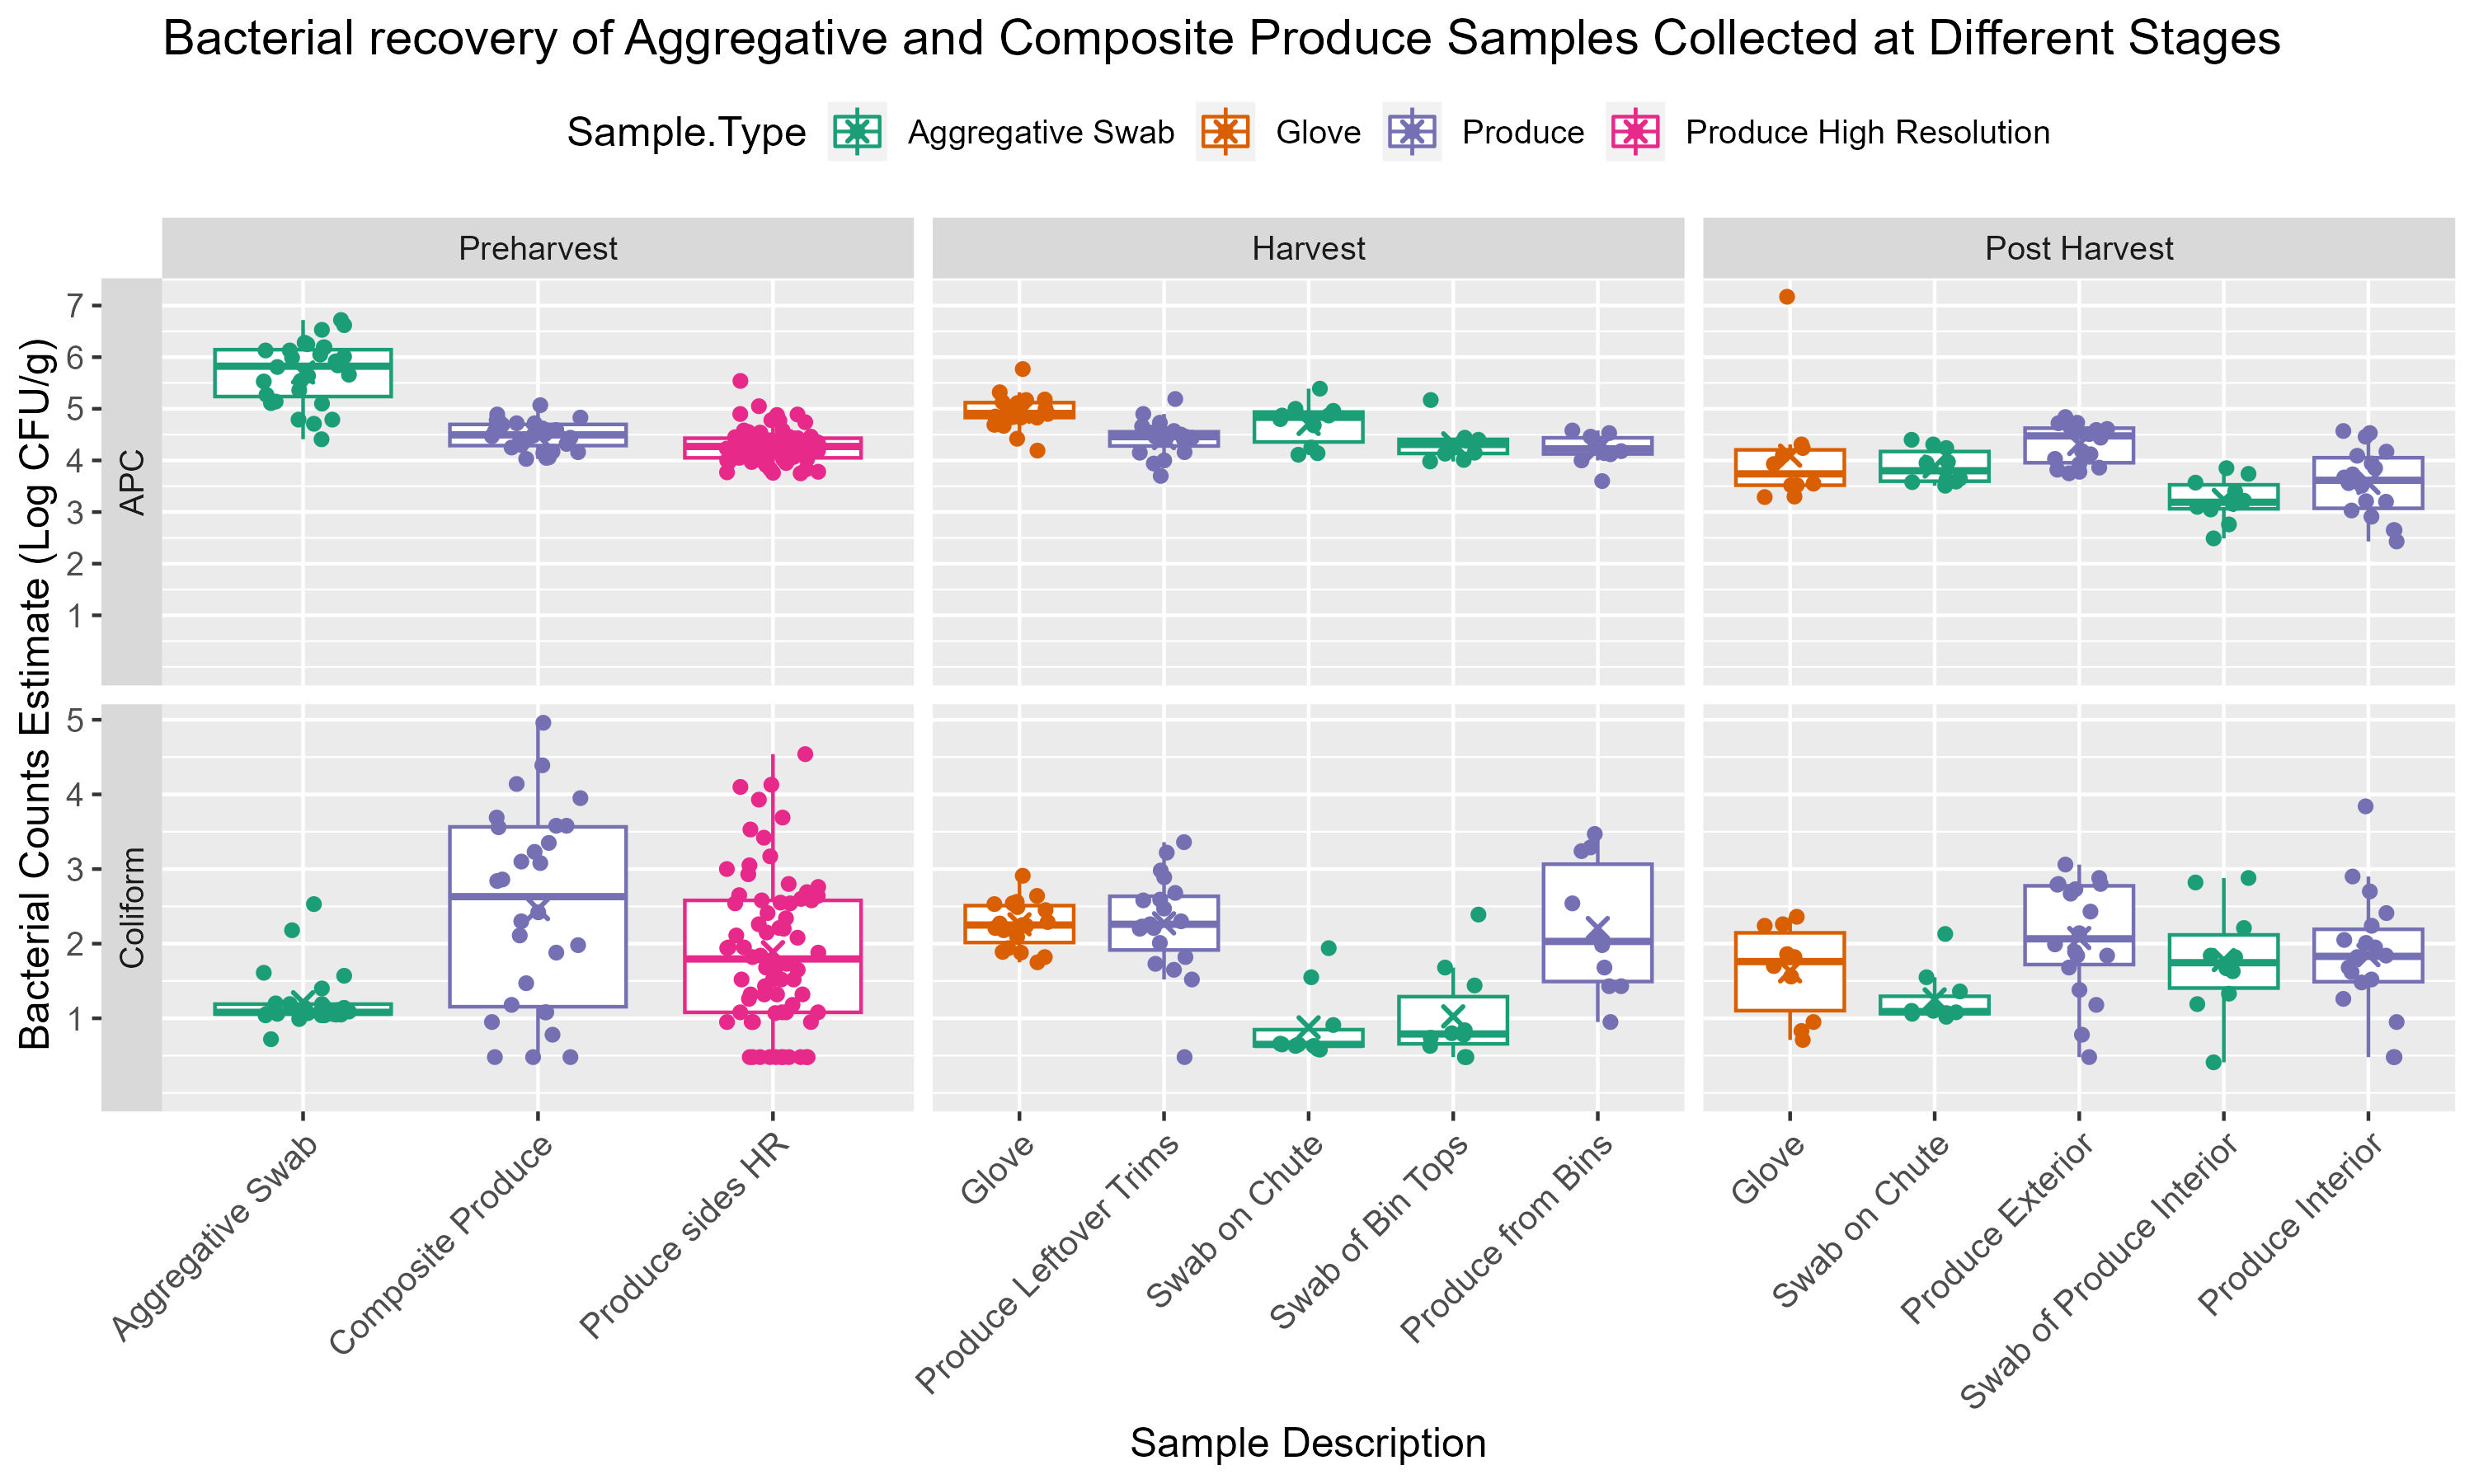 Bacterial recovery of Aggregative and Composite Produce Samples Collected at Different Stages
Sample.Type Aggregative Swab Glove Produce Produce High Resolution
Preharvest Harvest Post Harvest
Bacterial Counts Estimate (Log CFU/g)
APC
7
6
5
4
3
2
1
Coliform
5
4
3
2
1
Aggregative Swab
Composite Produce
Produce sides HR
Glove
Produce Leftover Trims
Swab on Chute
Swab of Bin Tops
Produce from Bins
Glove
Swab on Chute
Produce Exterior
Swab of Produce Interior
Produce Interior
Sample Description